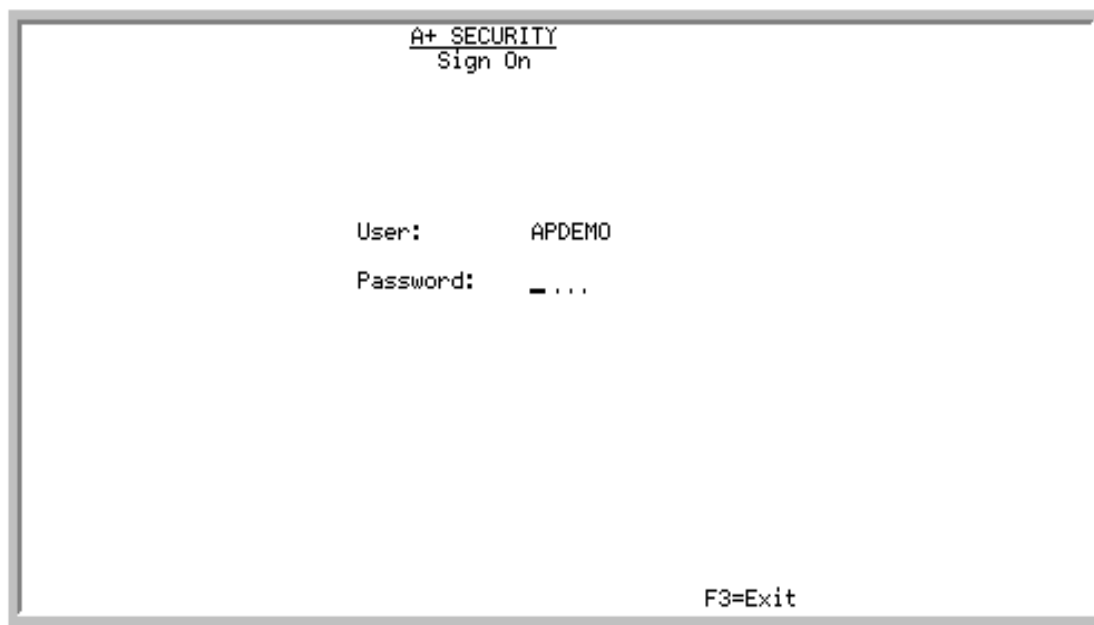 A+ SECURITY
Sign On
User: APDEMO
Password: _...
F3=Exit